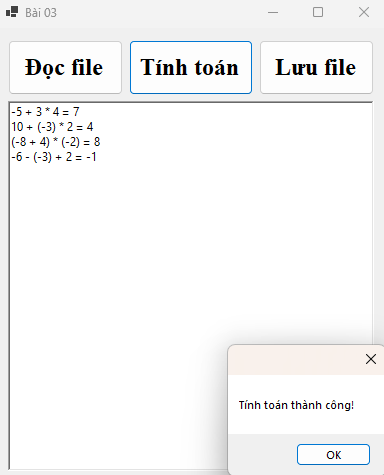 Bài 03
Đọc file
Tính toán
Lưu file
-5 + 3 * 4 = 7
10 + (-3) * 2 = 4
(-8 + 4) * (-2) = 8
-6 - (-3) + 2 = -1
Tính toán thành công!
OK